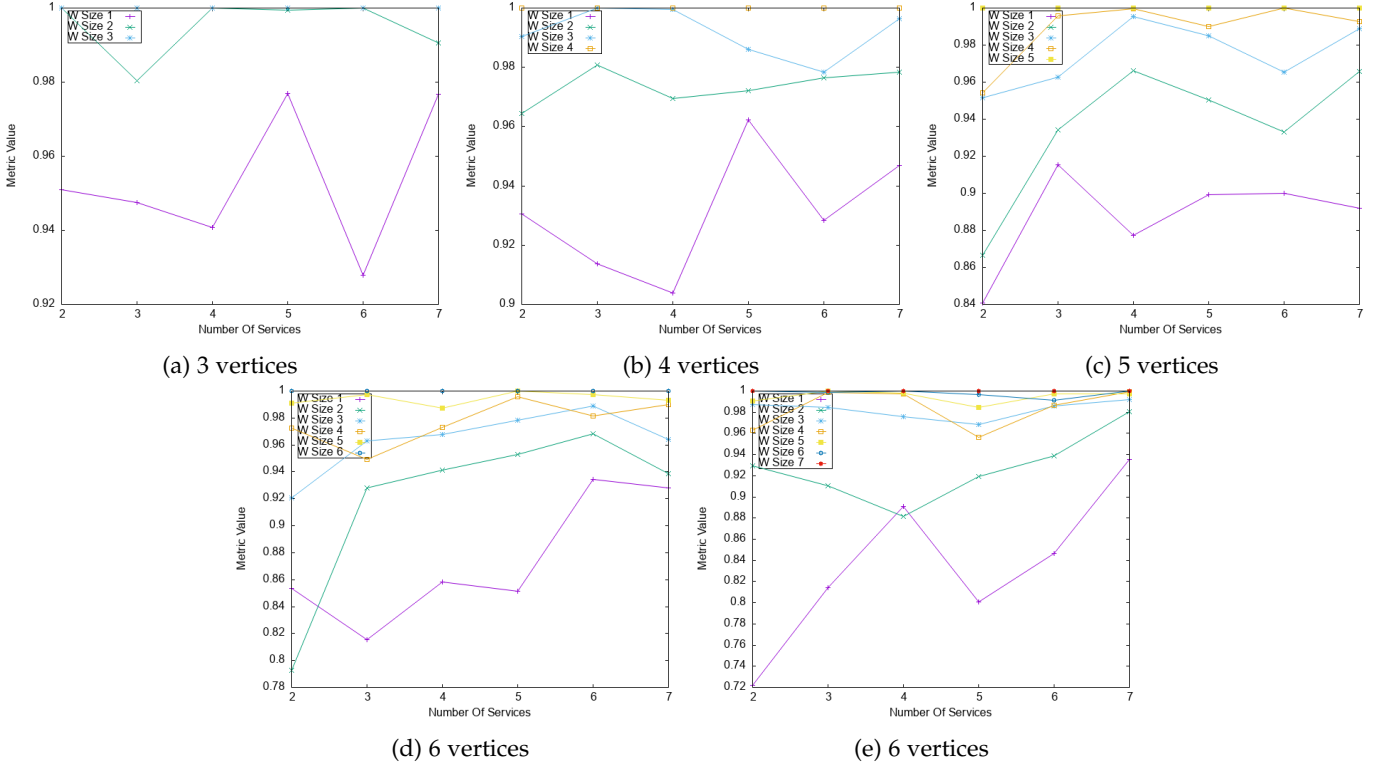 1
0.98
0.96
0.94
0.92
Metric Value
W Size 1
W Size 2
W Size 3
2 3 4 5 6 7
Number Of Services
(a) 3 vertices
1
0.98
0.96
0.94
0.92
0.9
Metric Value
W Size 1
W Size 2
W Size 3
W Size 4
2 3 4 5 6 7
Number Of Services
(b) 4 vertices
1
0.98
0.96
0.94
0.92
0.9
0.88
0.86
0.84
Metric Value
W Size 1
W Size 2
W Size 3
W Size 4
W Size 5
2 3 4 5 6 7
Number Of Services
(c) 5 vertices
1
0.98
0.96
0.94
0.92
0.9
0.88
0.86
0.84
0.82
0.8
0.78
Metric Value
W Size 1
W Size 2
W Size 3
W Size 4
W Size 5
W Size 6
2 3 4 5 6 7
Number Of Services
(d) 6 vertices
1
0.98
0.96
0.94
0.92
0.9
0.88
0.86
0.84
0.82
0.8
0.78
0.76
0.74
0.72
Metric Value
W Size 1
W Size 2
W Size 3
W Size 4
W Size 5
W Size 6
W Size 7
2 3 4 5 6 7
Number Of Services
(e) 6 vertices